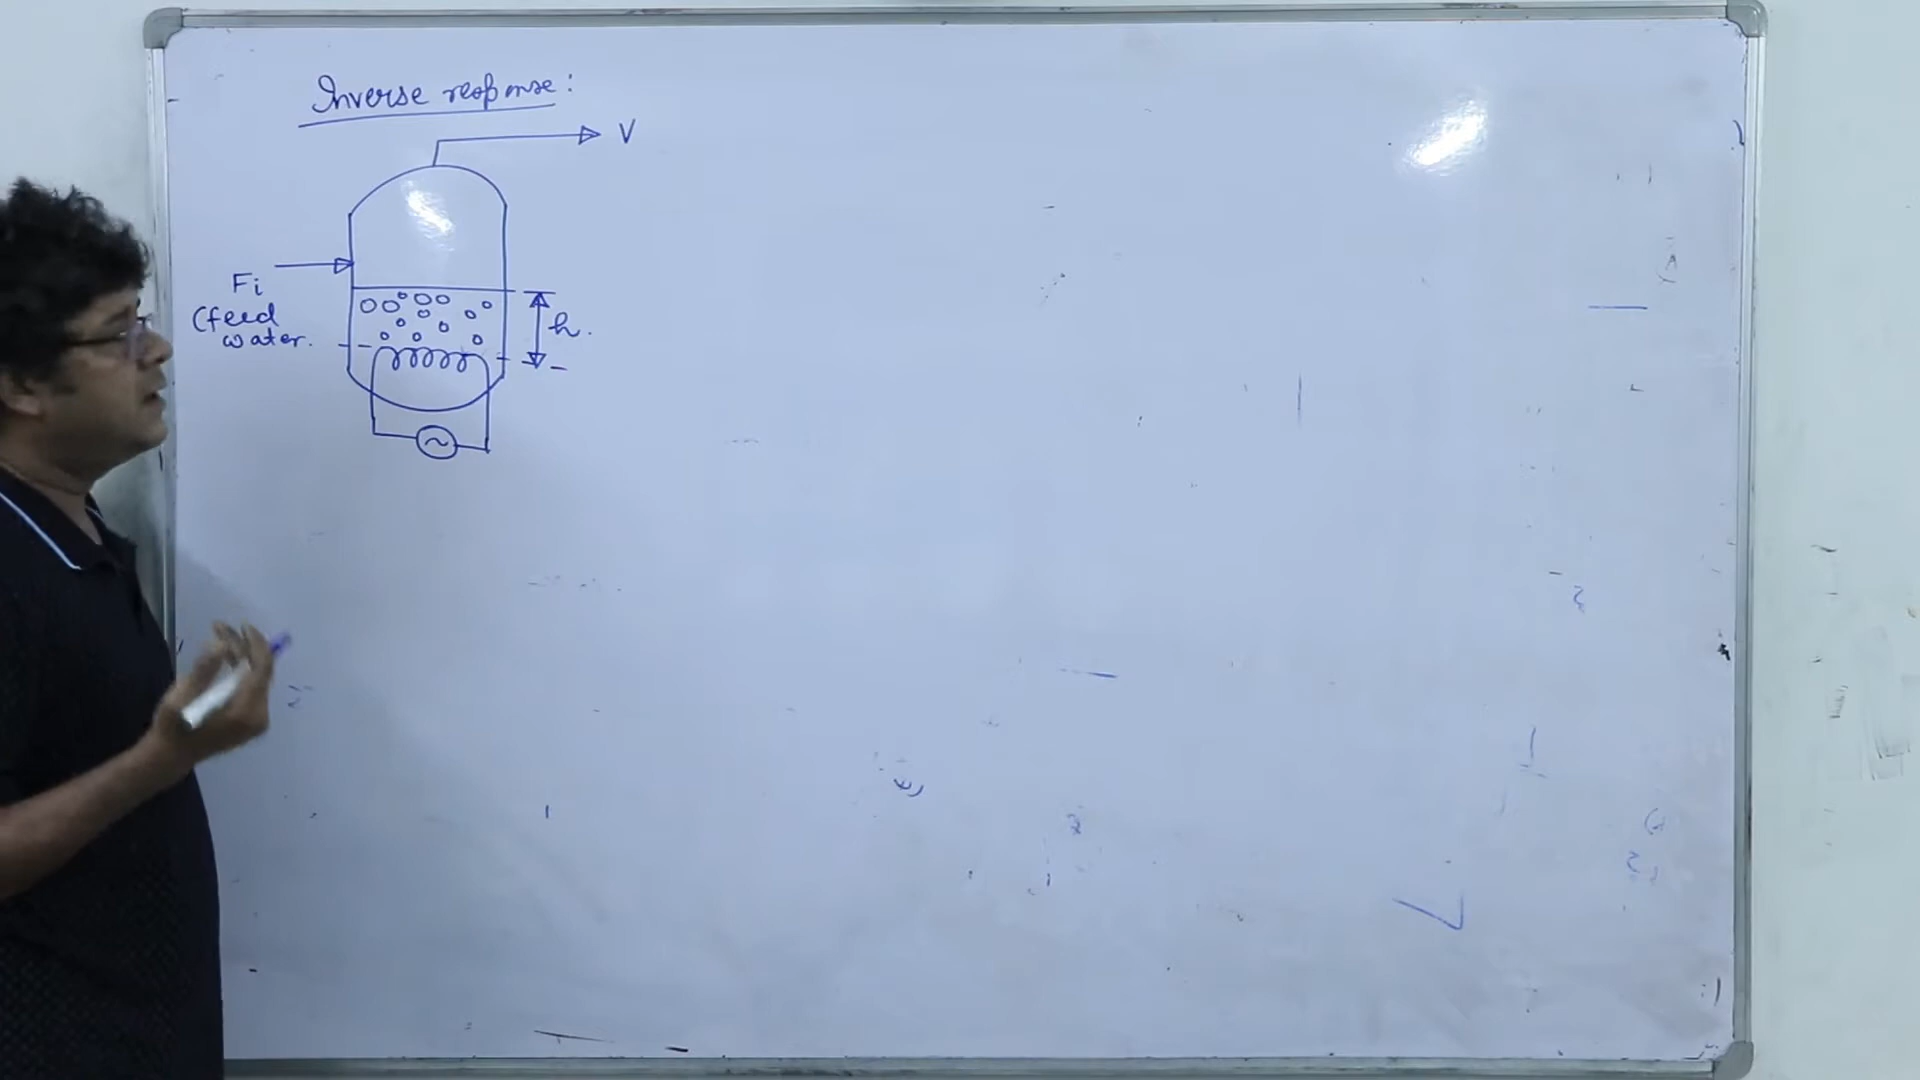 Inverse response:
V
Fi
(feed
water.
h.